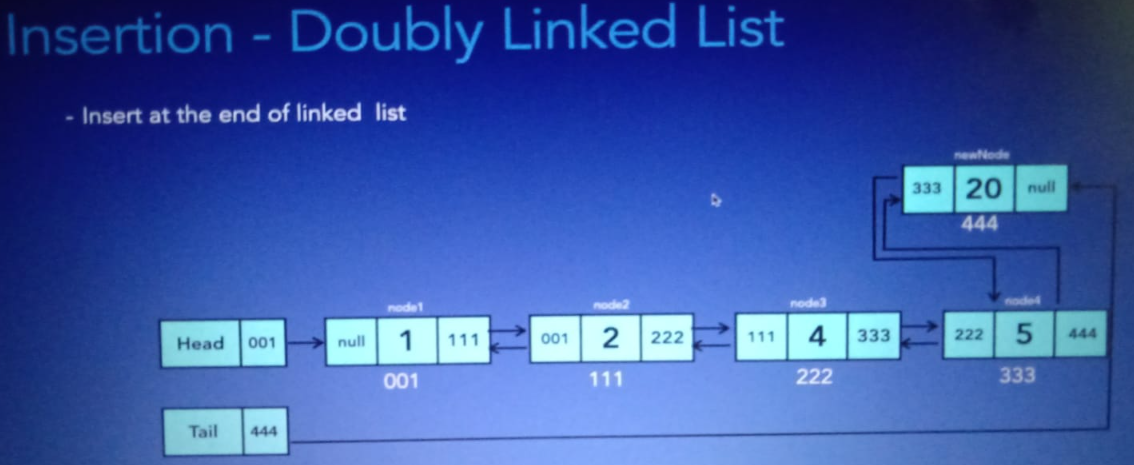 Insertion - Doubly Linked List
- Insert at the end of linked list
newNode
333 20 null
444
node1 node2 node3 node4
Head 001 null 1 111 001 2 222 111 4 333 222 5 444
001 111 222 333
Tail 444